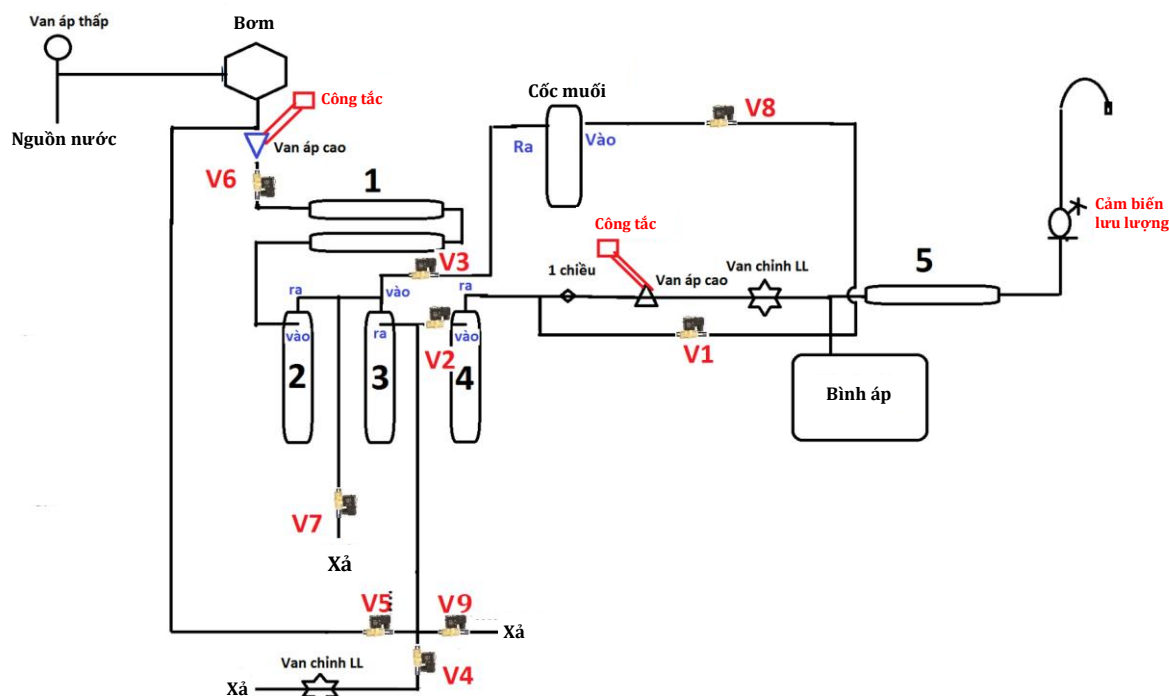 Van áp thấp
Bơm
Công tắc
Nguồn nước
Van áp cao
V6
1
Cốc muối
Ra
Vào
V8
Cảm biến
lưu lượng
Công tắc
V3
1 chiều
Van áp cao
Van chỉnh LL
5
ra
vào
ra
vào
ra
V2
vào
V1
2
3
4
Bình áp
V7
Xả
V5
V9
Xả
Van chỉnh LL
V4
Xả